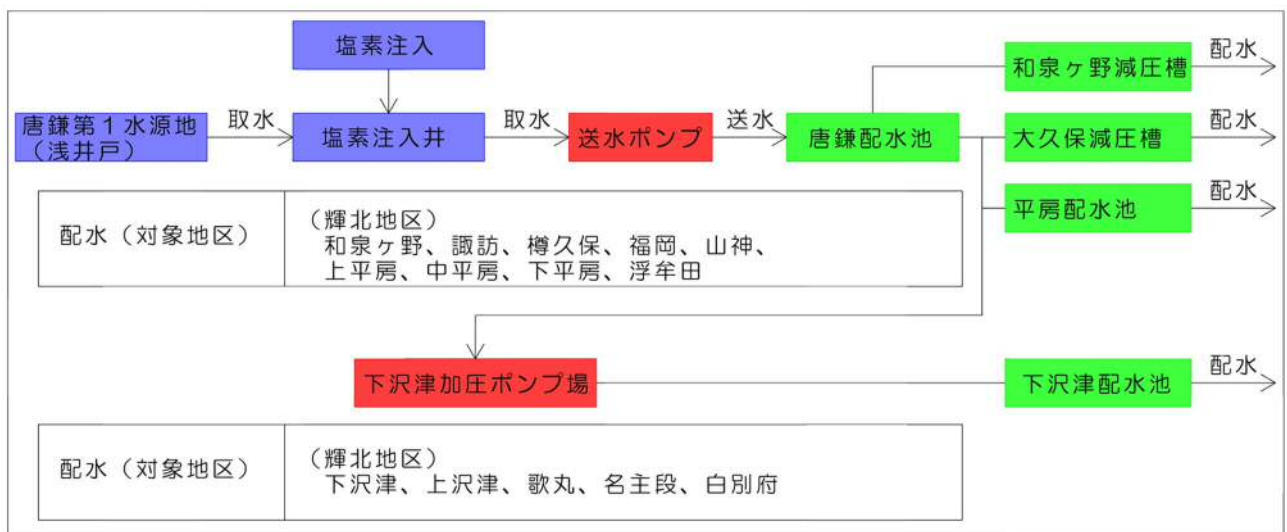 塩素注入
配水
和泉ヶ野減圧槽
唐鎌第1水源地
(浅井戸)
取水
塩素注入井
取水
送水ポンプ
送水
唐鎌配水池
大久保減圧槽
配水
平房配水池
配水
配水(対象地区)
(輝北地区)
和泉ヶ野、諏訪、樽久保、福岡、山神、
上平房、中平房、下平房、浮牟田
下沢津加圧ポンプ場
下沢津配水池
配水
配水(対象地区)
(輝北地区)
下沢津、上沢津、歌丸、名主段、白別府